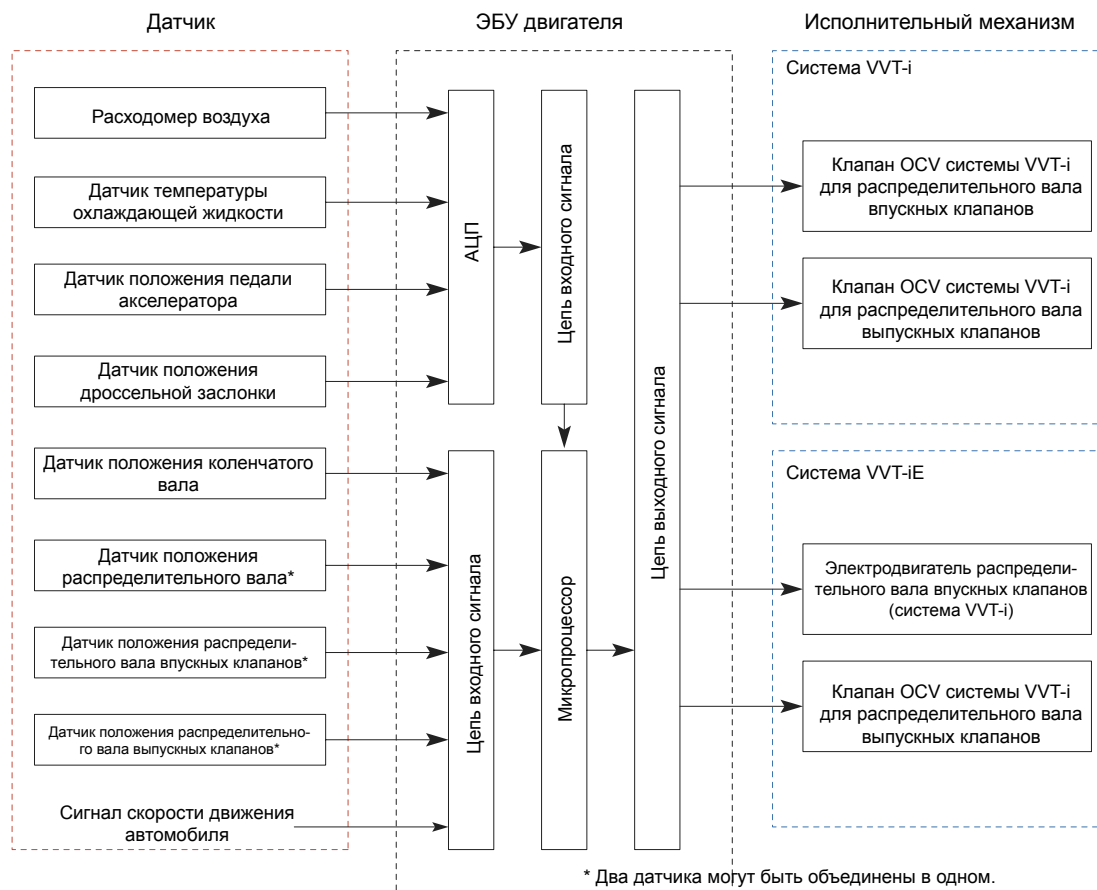 Датчик
ЭБУ двигателя
Исполнительный механизм
Расходомер воздуха
Датчик температуры
охлаждающей жидкости
Датчик положения педали
акселератора
Датчик положения
дроссельной заслонки
Датчик положения коленчатого
вала
Датчик положения
распределительного вала*
Датчик положения распредели-
тельного вала впускных клапанов*
Датчик положения распределительно-
го вала выпускных клапанов*
Сигнал скорости движения
автомобиля
АЦП
Цепь входного сигнала
Цепь входного сигнала
Микропроцессор
Цепь выходного сигнала
Система VVT-i
Клапан OCV системы VVT-i
для распределительного вала
впускных клапанов
Клапан OCV системы VVT-i
для распределительного вала
выпускных клапанов
Система VVT-iE
Электродвигатель распредели-
тельного вала впускных клапанов
(система VVT-i)
Клапан OCV системы VVT-i
для распределительного вала
выпускных клапанов
* Два датчика могут быть объединены в одном.